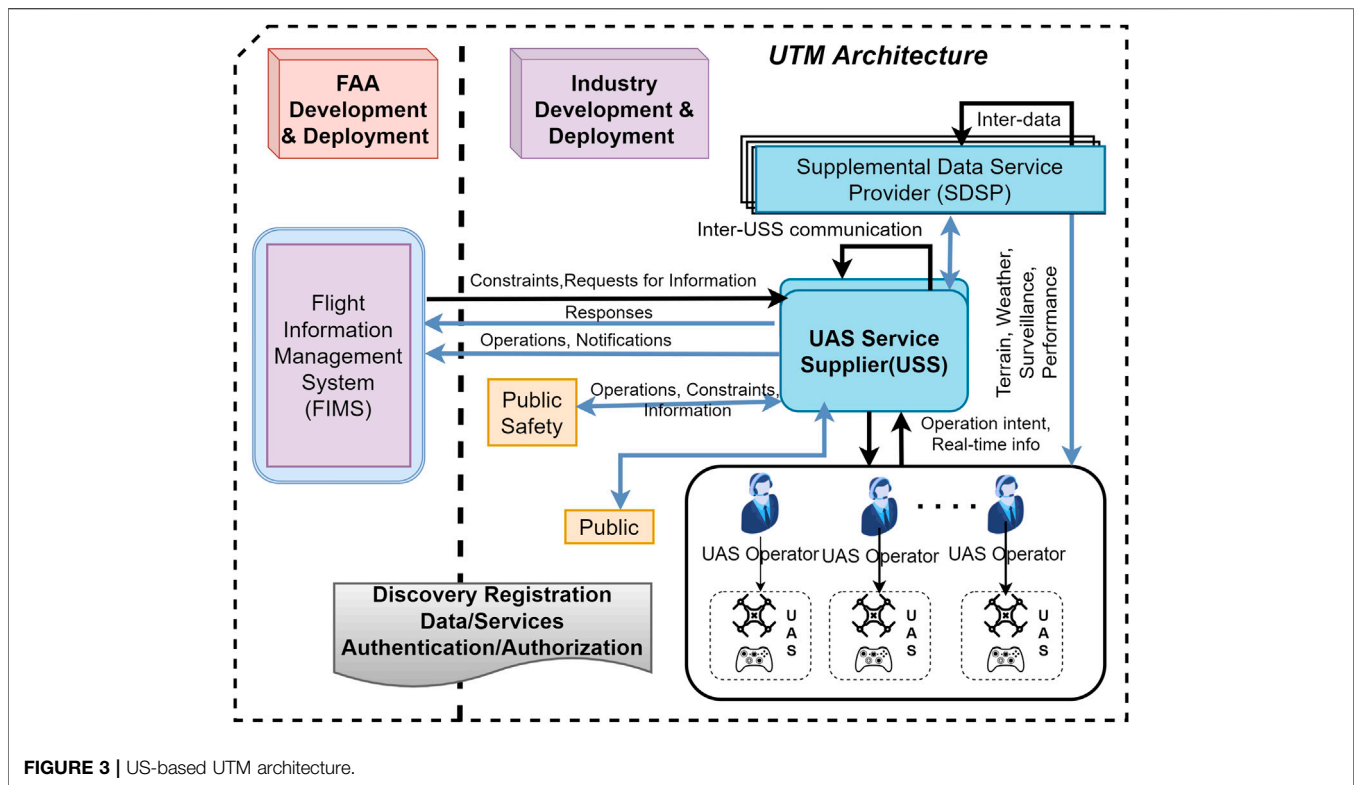 UTM Architecture
FAA
Development
& Deployment
Industry
Development &
Deployment
Inter-data
Supplemental Data Service
Provider (SDSP)
Inter-USS communication
Terrain, Weather,
Surveillance,
Performance
Constraints,Requests for Information
Responses
Operations, Notifications
Flight
Information
Management
System
(FIMS)
UAS Service
Supplier(USS)
Public
Safety
Operations, Constraints,
Information
Operation intent,
Real-time info
Public
UAS Operator
UAS Operator
UAS Operator
UAS
UAS
UAS
Discovery Registration
Data/Services
Authentication/Authorization
FIGURE 3 | US-based UTM architecture.